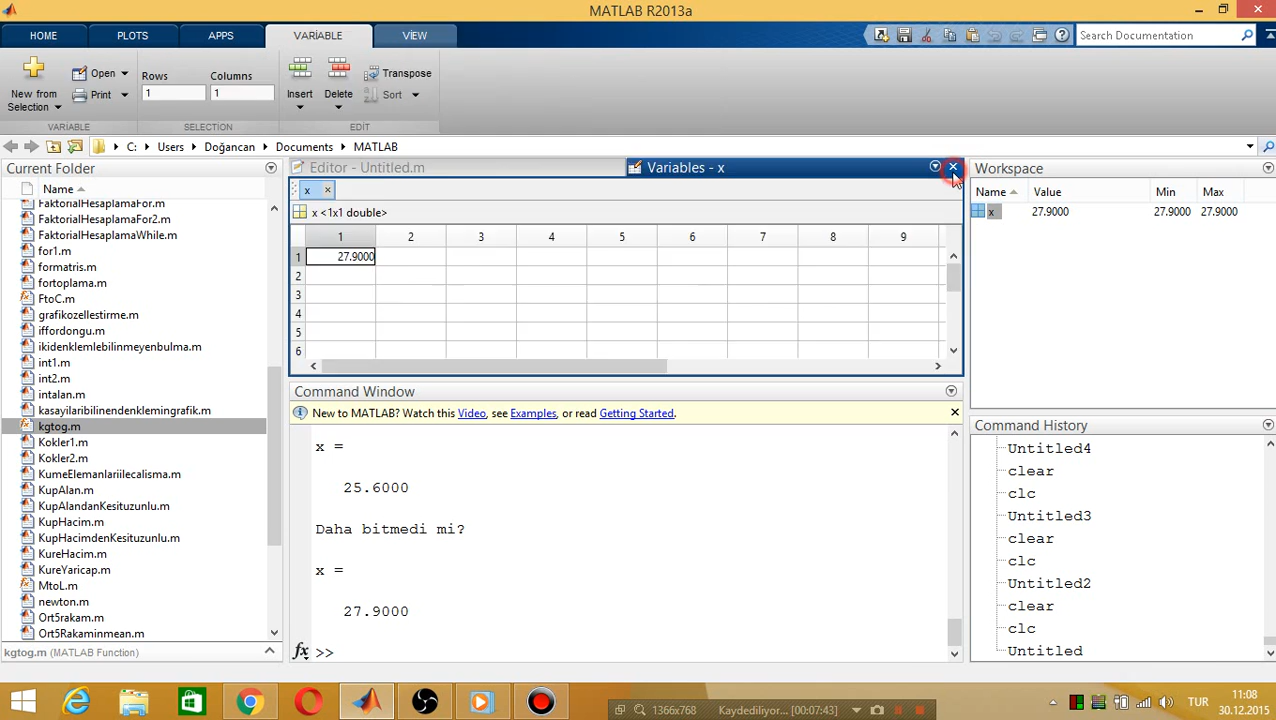 MATLAB R2013a
HOME PLOTS APPS VARIABLE VIEW
Search Documentation
New from Selection
Open
Print
VARIABLE
Rows
Columns
1
1
SELECTION
Insert
Delete
Transpose
Sort
EDIT
C: Users Doğancan Documents MATLAB
Current Folder
Name
FaktorialHesaplamaFor.m
FaktorialHesaplamaFor2.m
FaktorialHesaplamaWhile.m
for1.m
formatris.m
fortoplama.m
FtoC.m
grafikozellestirme.m
iffordongu.m
ikidenklemlebilinmeyenbulma.m
int1.m
int2.m
intalan.m
kasayilaribilinendenklemingrafik.m
kgtog.m
Kokler1.m
Kokler2.m
KumeElemanlariilecalisma.m
KupAlan.m
KupAlandanKesituzunlu.m
KupHacim.m
KupHacimdenKesituzunlu.m
KureHacim.m
KureYaricap.m
MtoL.m
newton.m
Ort5rakam.m
Ort5Rakaminmean.m
kgtog.m (MATLAB Function)
Editor - Untitled.m
Variables - x
x
x <1x1 double>
1 2 3 4 5 6 7 8 9
1 27.9000
2
3
4
5
6
Command Window
New to MATLAB? Watch this Video, see Examples, or read Getting Started.
x =
25.6000
Daha bitmedi mi?
x =
27.9000
fx >>
Workspace
Name Value Min Max
x 27.9000 27.9000 27.9000
Command History
Untitled4
clear
clc
Untitled3
clear
clc
Untitled2
clear
clc
Untitled
1366x768 Kaydediliyor... [00:07:43]
TUR
11:08
30.12.2015